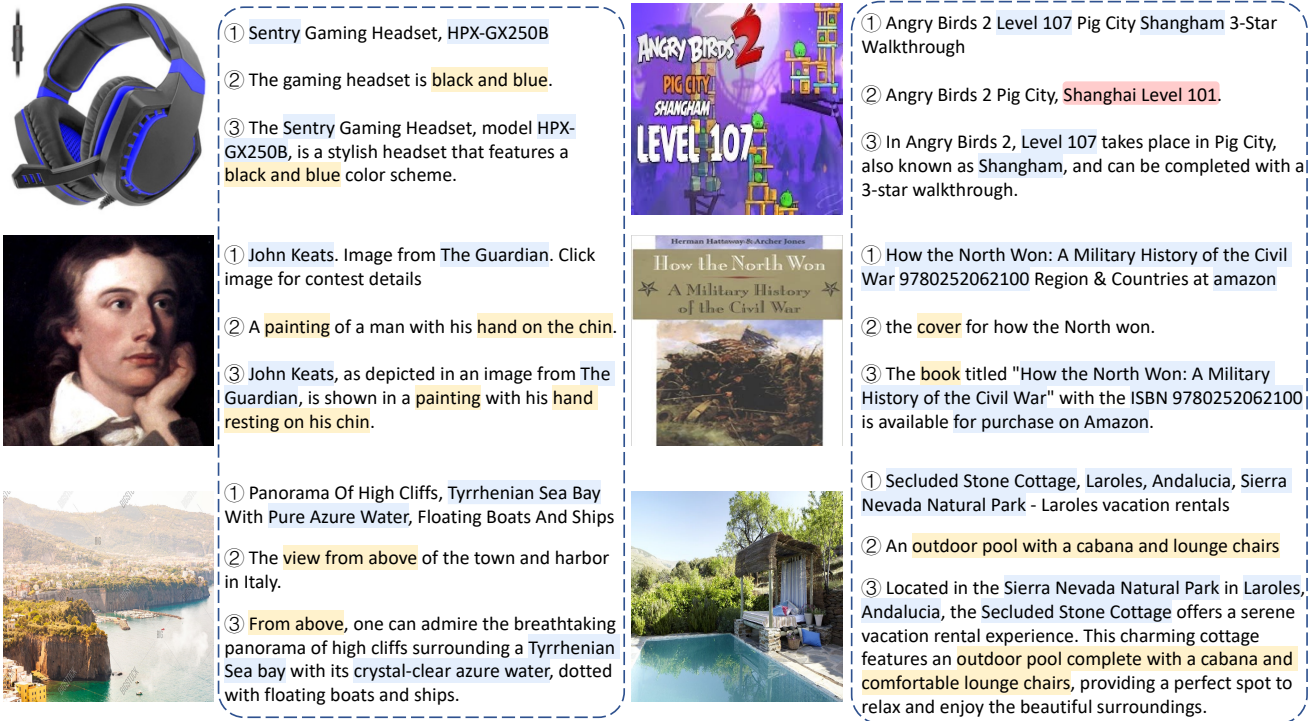 ① Sentry Gaming Headset, HPX-GX250B
② The gaming headset is black and blue.
③ The Sentry Gaming Headset, model HPX-
GX250B, is a stylish headset that features a
black and blue color scheme.
ANGRY BIRDS 2
PIG CITY
SHANGHAM
LEVEL 107
① Angry Birds 2 Level 107 Pig City Shangham 3-Star
Walkthrough
② Angry Birds 2 Pig City, Shanghai Level 101.
③ In Angry Birds 2, Level 107 takes place in Pig City,
also known as Shangham, and can be completed with a
3-star walkthrough.
① John Keats. Image from The Guardian. Click
image for contest details
② A painting of a man with his hand on the chin.
③ John Keats, as depicted in an image from The
Guardian, is shown in a painting with his hand
resting on his chin.
Herman Hattaway & Archer Jones
How the North Won
A Military History
of the Civil War
① How the North Won: A Military History of the Civil
War 9780252062100 Region & Countries at amazon
② the cover for how the North won.
③ The book titled "How the North Won: A Military
History of the Civil War" with the ISBN 9780252062100
is available for purchase on Amazon.
① Panorama Of High Cliffs, Tyrrhenian Sea Bay
With Pure Azure Water, Floating Boats And Ships
② The view from above of the town and harbor
in Italy.
③ From above, one can admire the breathtaking
panorama of high cliffs surrounding a Tyrrhenian
Sea bay with its crystal-clear azure water, dotted
with floating boats and ships.
① Secluded Stone Cottage, Laroles, Andalucia, Sierra
Nevada Natural Park - Laroles vacation rentals
② An outdoor pool with a cabana and lounge chairs
③ Located in the Sierra Nevada Natural Park in Laroles,
Andalucia, the Secluded Stone Cottage offers a serene
vacation rental experience. This charming cottage
features an outdoor pool complete with a cabana and
comfortable lounge chairs, providing a perfect spot to
relax and enjoy the beautiful surroundings.